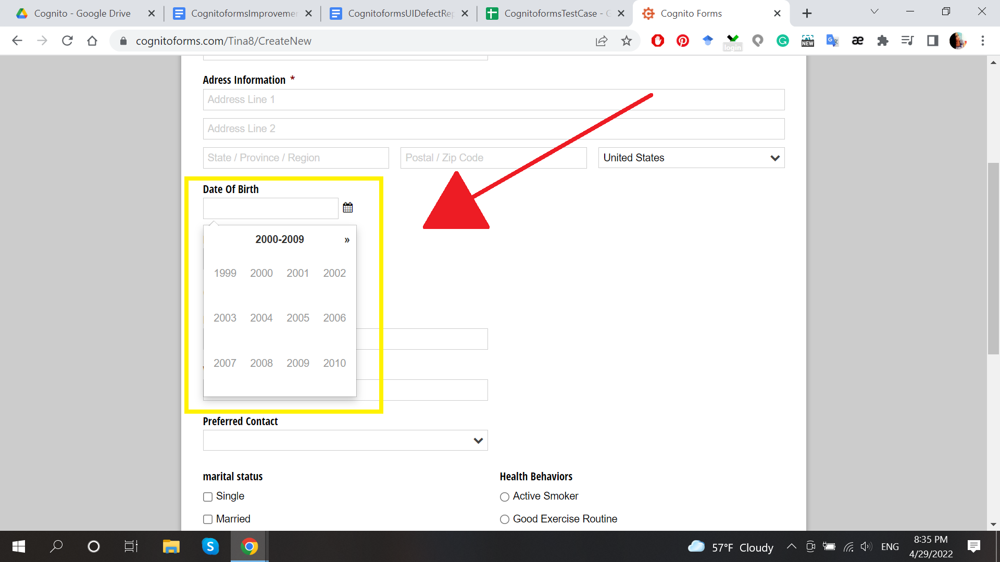 Cognito - Google Drive
CognitoformsImprovemen
CognitoformsUIDefectRep
CognitoformsTestCase - G
Cognito Forms
cognitoforms.com/Tina8/CreateNew
login
NEW
Adress Information *
Address Line 1
Address Line 2
State / Province / Region
Postal / Zip Code
United States
Date Of Birth
2000-2009 »
1999 2000 2001 2002
2003 2004 2005 2006
2007 2008 2009 2010
Preferred Contact
marital status
Single
Married
Health Behaviors
Active Smoker
Good Exercise Routine
57°F Cloudy
ENG
8:35 PM
4/29/2022